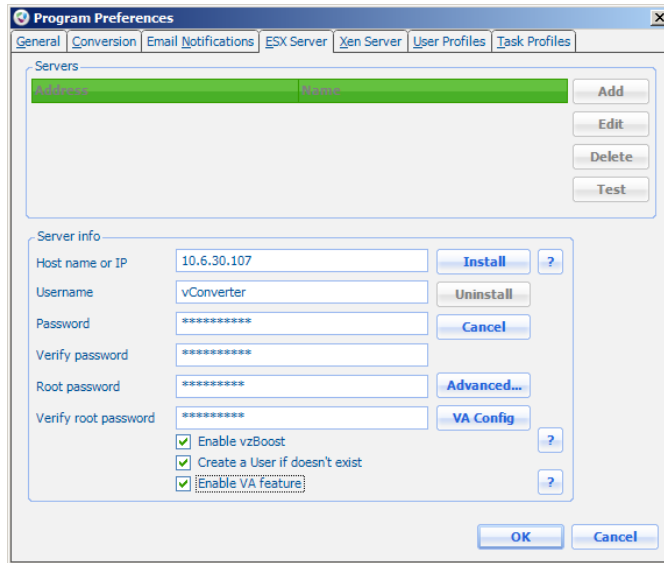 Program Preferences
General Conversion Email Notifications ESX Server Xen Server User Profiles Task Profiles
Servers
Address Name
Add
Edit
Delete
Test
Server info
Host name or IP 10.6.30.107 Install ?
Username vConverter Uninstall
Password ********** Cancel
Verify password **********
Root password ********* Advanced...
Verify root password ********* VA Config
Enable vzBoost ?
Create a User if doesn't exist
Enable VA feature ?
OK Cancel